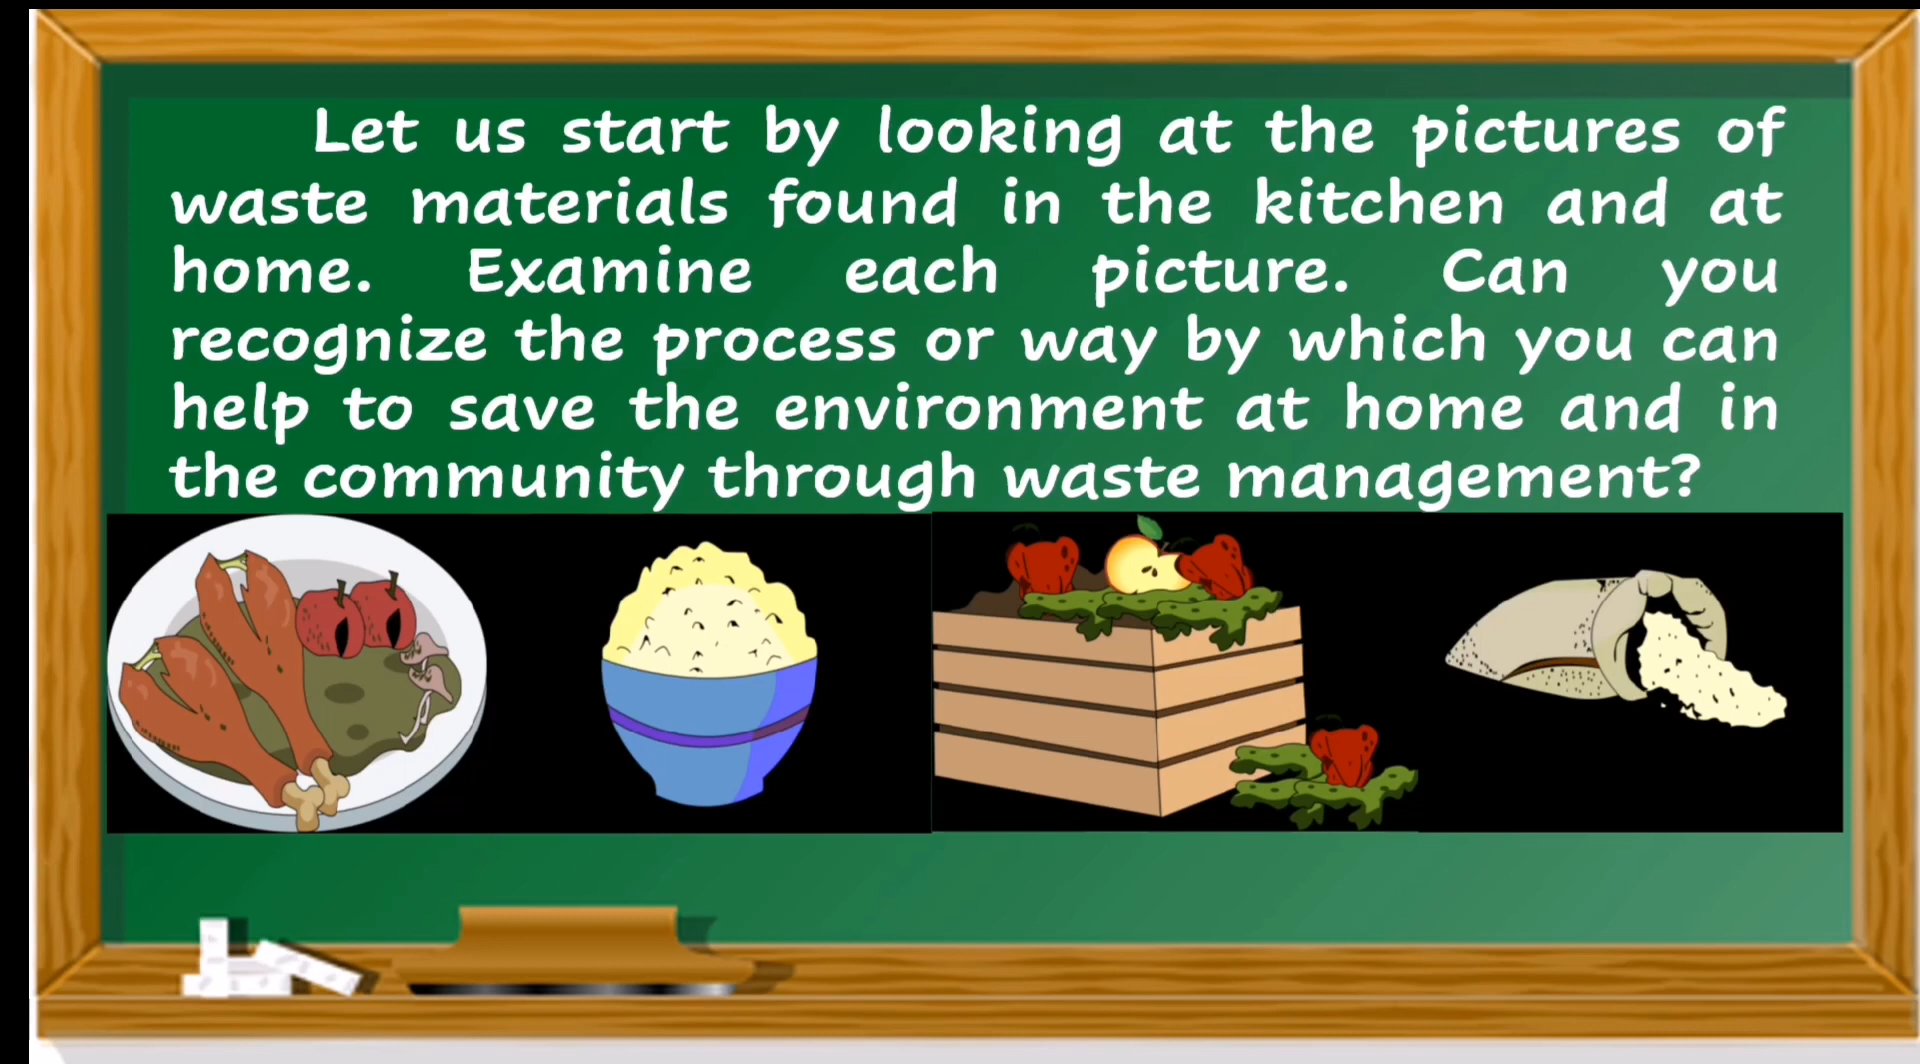 Let us start by looking at the pictures of
waste materials found in the kitchen and at
home. Examine each picture. Can you
recognize the process or way by which you can
help to save the environment at home and in
the community through waste management?